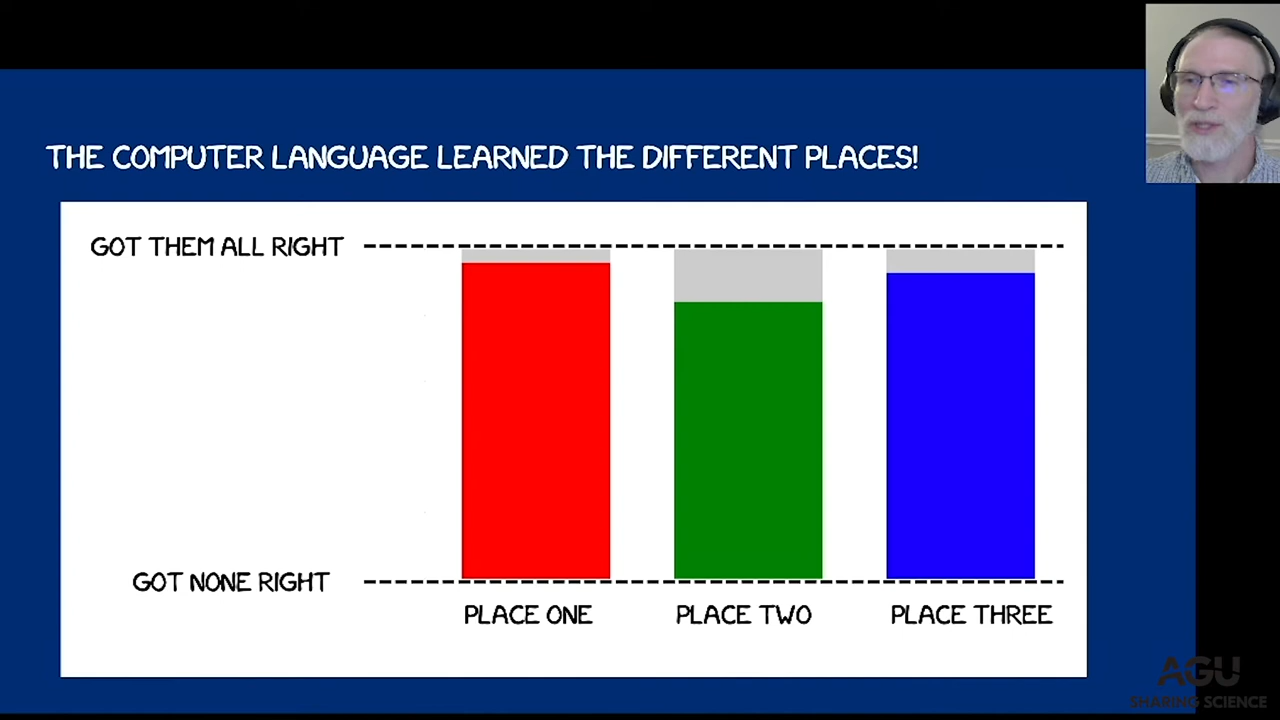 THE COMPUTER LANGUAGE LEARNED THE DIFFERENT PLACES!
GOT THEM ALL RIGHT
GOT NONE RIGHT
PLACE ONE
PLACE TWO
PLACE THREE
AGU
SHARING SCIENCE